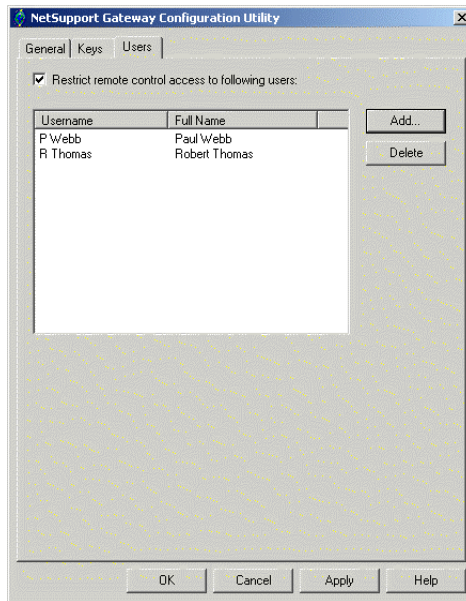 NetSupport Gateway Configuration Utility
General Keys Users
Restrict remote control access to following users:
Username Full Name
P Webb Paul Webb
R Thomas Robert Thomas
Add...
Delete
OK Cancel Apply Help